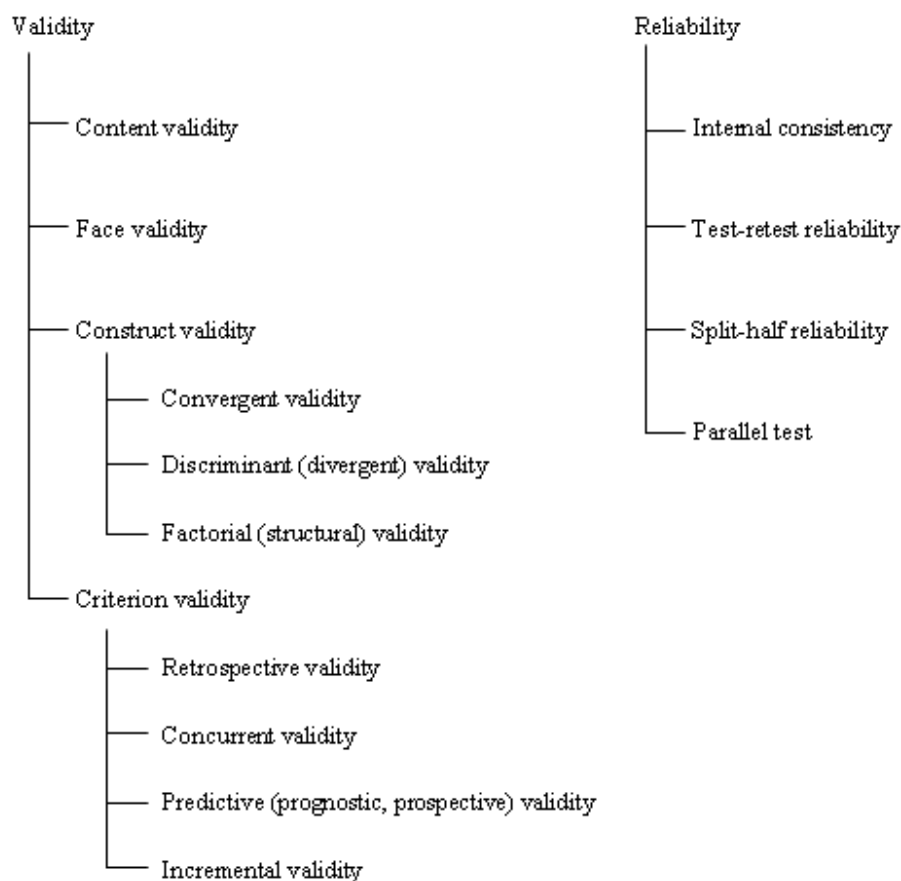 Validity
Content validity
Face validity
Construct validity
Convergent validity
Discriminant (divergent) validity
Factorial (structural) validity
Criterion validity
Retrospective validity
Concurrent validity
Predictive (prognostic, prospective) validity
Incremental validity
Reliability
Internal consistency
Test-retest reliability
Split-half reliability
Parallel test